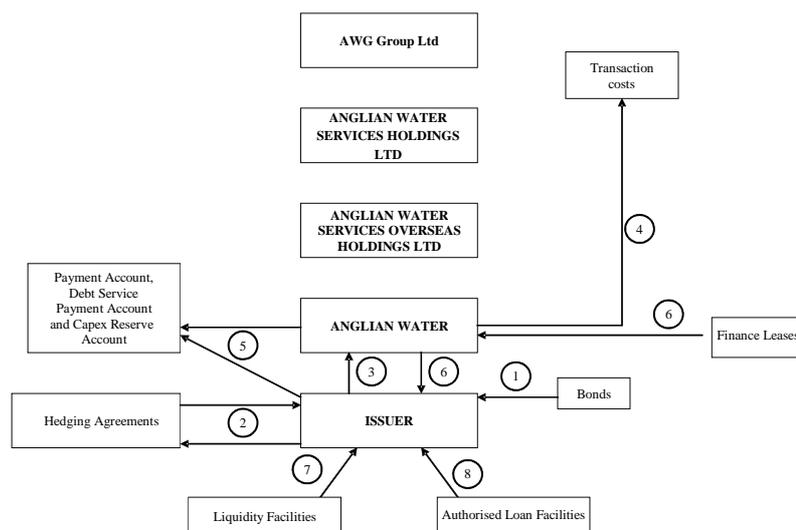 AWG Group Ltd
Transaction
costs
ANGLIAN WATER
SERVICES HOLDINGS
LTD
ANGLIAN WATER
SERVICES OVERSEAS
HOLDINGS LTD
4
Payment Account,
Debt Service
Payment Account
and Capex Reserve
Account
ANGLIAN WATER
6
Finance Leases
5
3
6
1
Bonds
Hedging Agreements
2
ISSUER
7
8
Liquidity Facilities
Authorised Loan Facilities